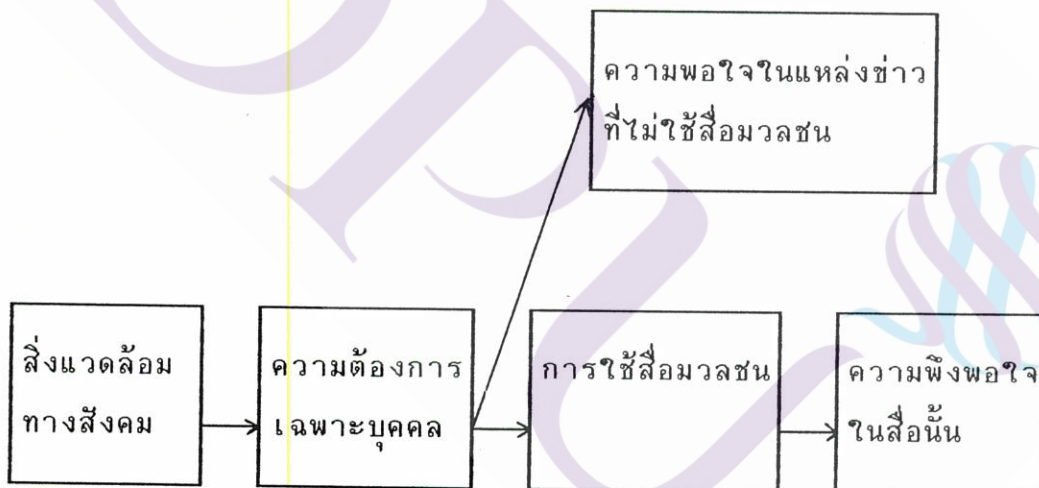 ความพอใจในแหล่งข่าว
ที่ไม่ใช้สื่อมวลชน
สิ่งแวดล้อม
ทางสังคม
ความต้องการ
เฉพาะบุคคล
การใช้สื่อมวลชน
ความพึงพอใจ
ในสื่อนั้น
DPU